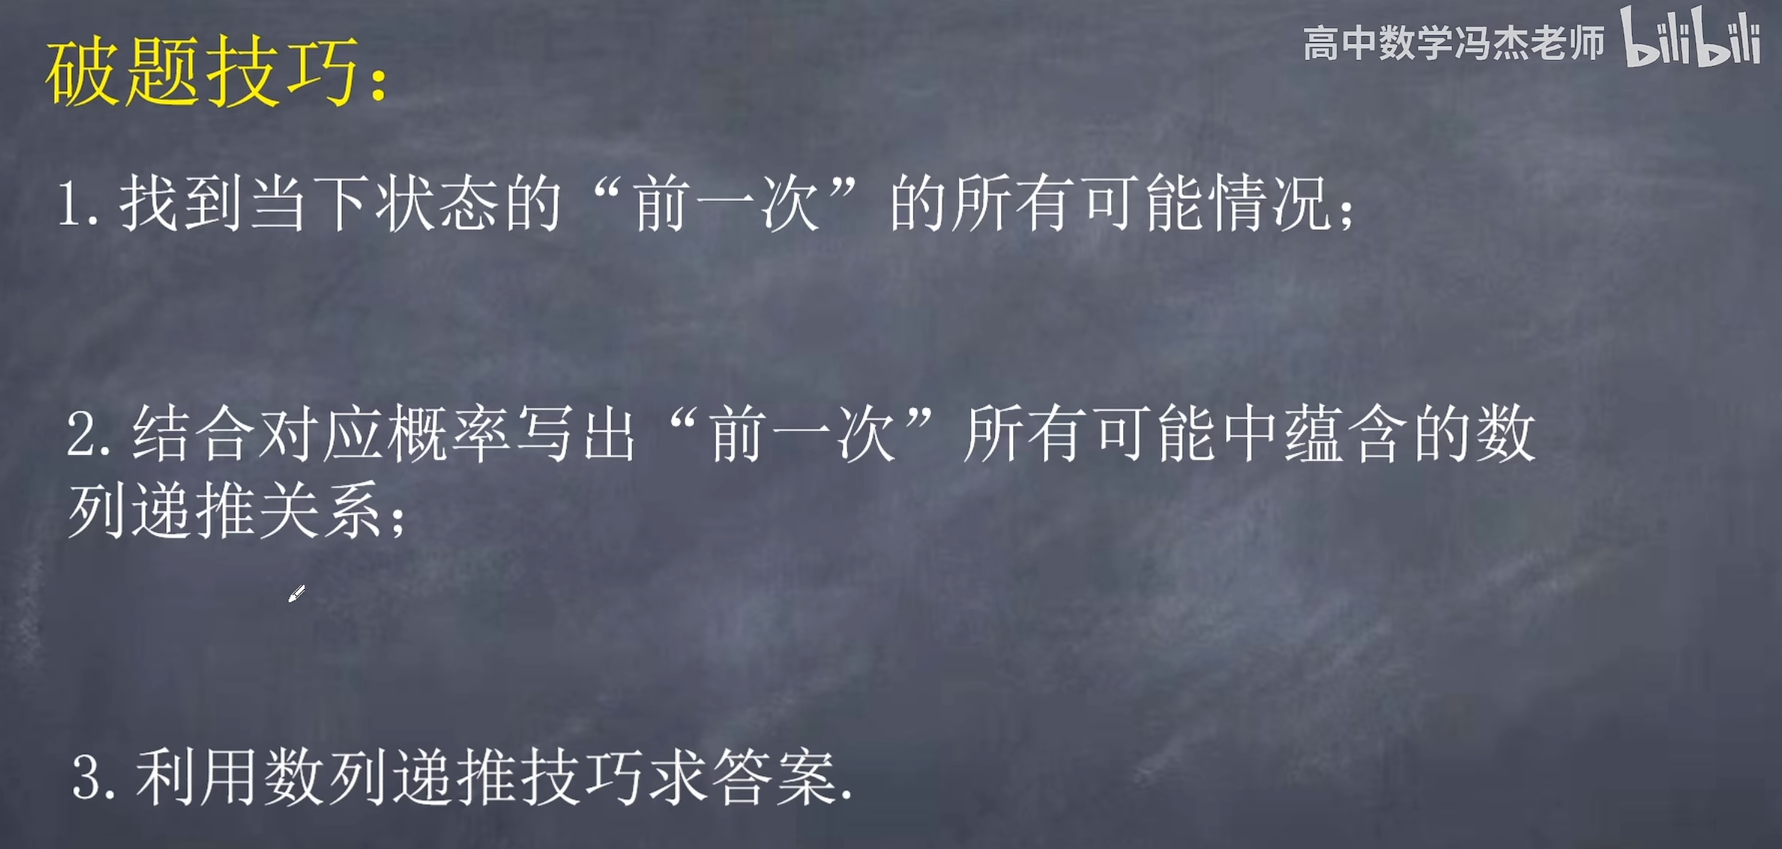 破题技巧：
高中数学冯杰老师 bilibili
1. 找到当下状态的“前一次”的所有可能情况；
2. 结合对应概率写出“前一次”所有可能中蕴含的数
列递推关系；
3. 利用数列递推技巧求答案.